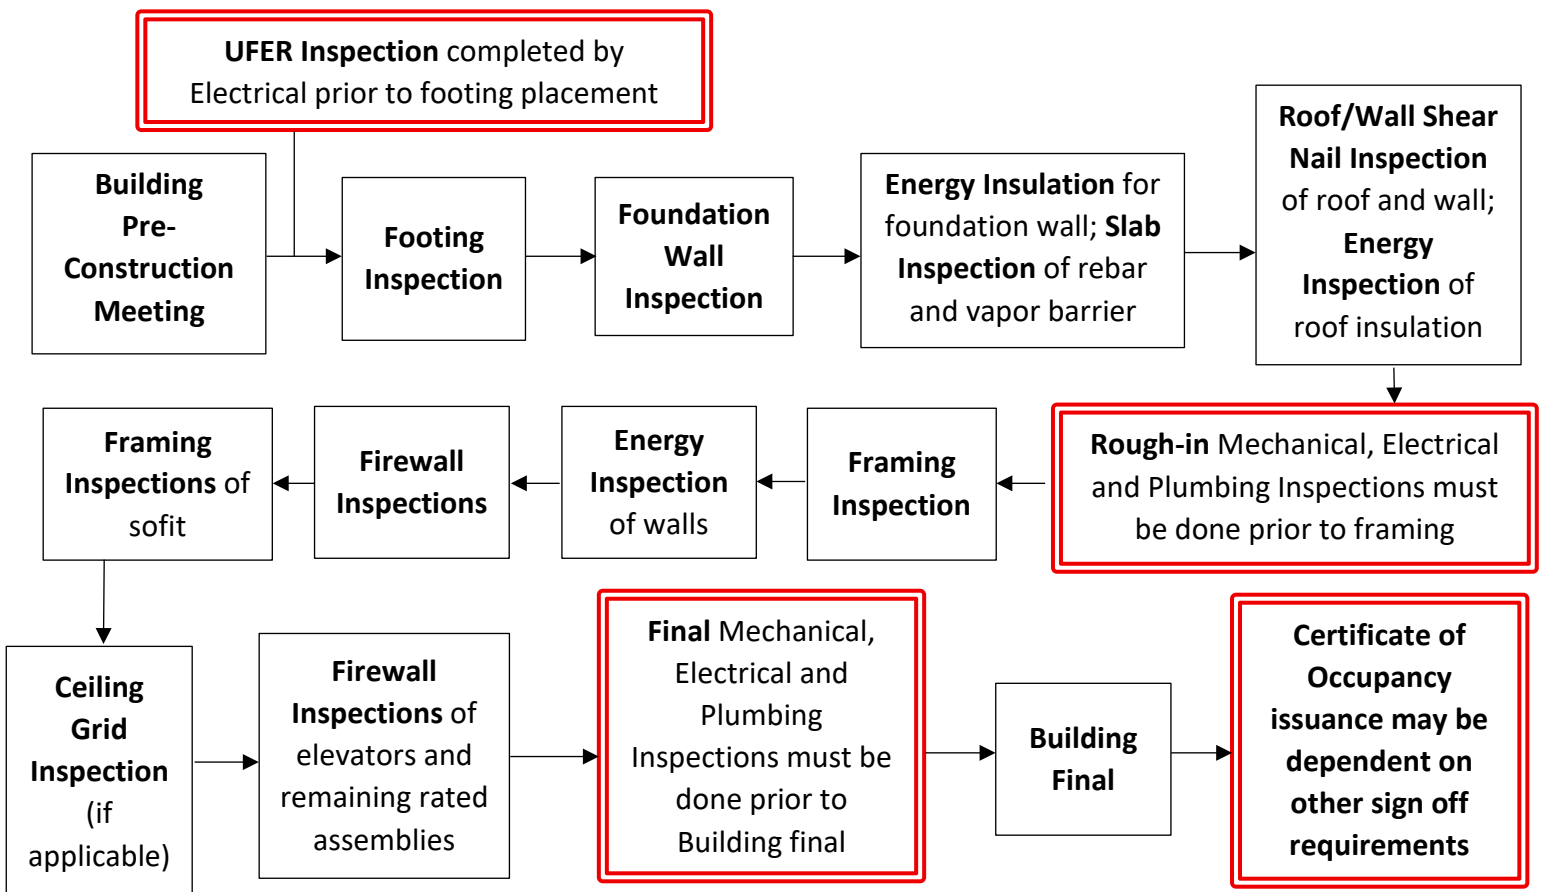 UFER Inspection completed by
Electrical prior to footing placement
Building
Pre-
Construction
Meeting
Footing
Inspection
Foundation
Wall
Inspection
Energy Insulation for
foundation wall; Slab
Inspection of rebar
and vapor barrier
Roof/Wall Shear
Nail Inspection
of roof and wall;
Energy
Inspection of
roof insulation
Rough-in Mechanical, Electrical
and Plumbing Inspections must
be done prior to framing
Framing
Inspection
Energy
Inspection
of walls
Firewall
Inspections
Framing
Inspections of
sofit
Ceiling
Grid
Inspection
(if
applicable)
Firewall
Inspections of
elevators and
remaining rated
assemblies
Final Mechanical,
Electrical and
Plumbing
Inspections must be
done prior to
Building final
Building
Final
Certificate of
Occupancy
issuance may be
dependent on
other sign off
requirements